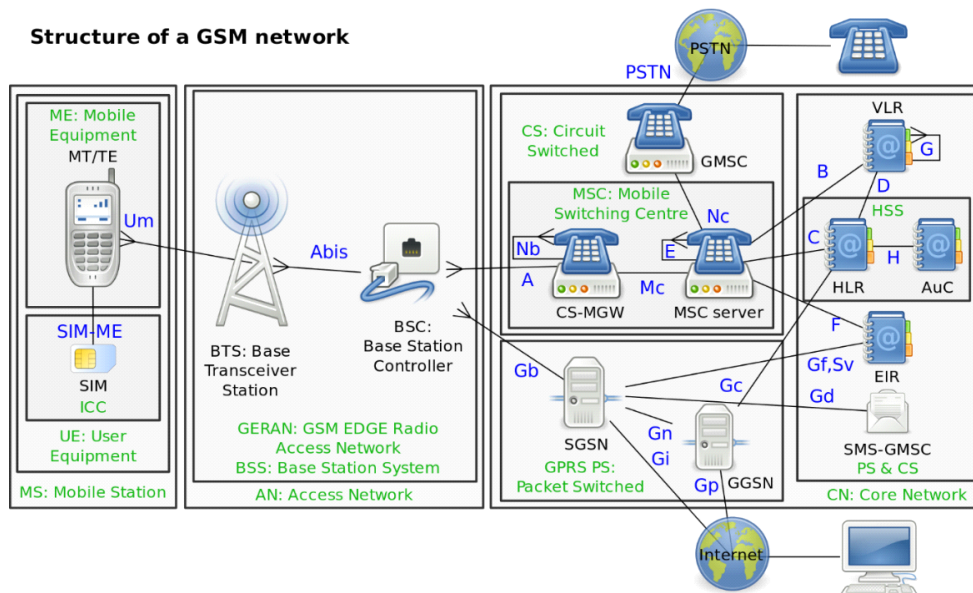 Structure of a GSM network
ME: Mobile
Equipment
MT/TE
Um
SIM-ME
SIM
ICC
UE: User
Equipment
MS: Mobile Station
Abis
BTS: Base
Transceiver
Station
BSC:
Base Station
Controller
GERAN: GSM EDGE Radio
Access Network
BSS: Base Station System
AN: Access Network
PSTN
PSTN
CS: Circuit
Switched
GMSC
MSC: Mobile
Switching Centre
Nc
Nb
E
A
Mc
CS-MGW
MSC server
VLR
G
B
D
HSS
C
H
HLR
AuC
F
Gf,Sv
EIR
Gb
Gc
Gd
SGSN
Gn
Gi
Gp
GGSN
GPRS PS:
Packet Switched
SMS-GMSC
PS & CS
CN: Core Network
Internet